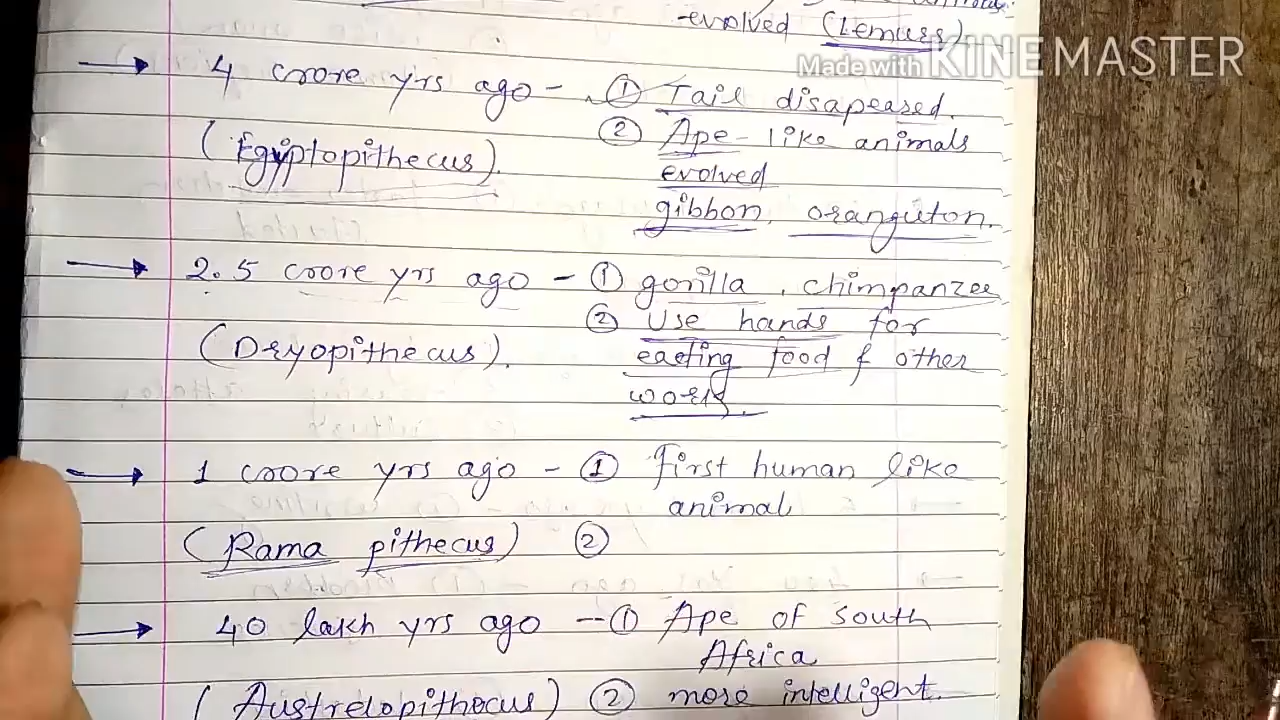 -evolved (Lemurs)
Made with KINEMASTER
→ 4 crore yrs ago - ① Tail disapeased.
(Egyptopithecus). ② Ape-like animals
evolved
gibbon, oranguton.
→ 2.5 crore yrs ago - ① gorilla, chimpanzee
(Dryopithecus). ② Use hands for
eaeting food & other
work.
→ 1 crore yrs ago - ① first human like
animal
(Rama pithecus) ②
→ 40 lakh yrs ago -- ① Ape of south
Africa
(Austrelopithecus) ② more intelligent.